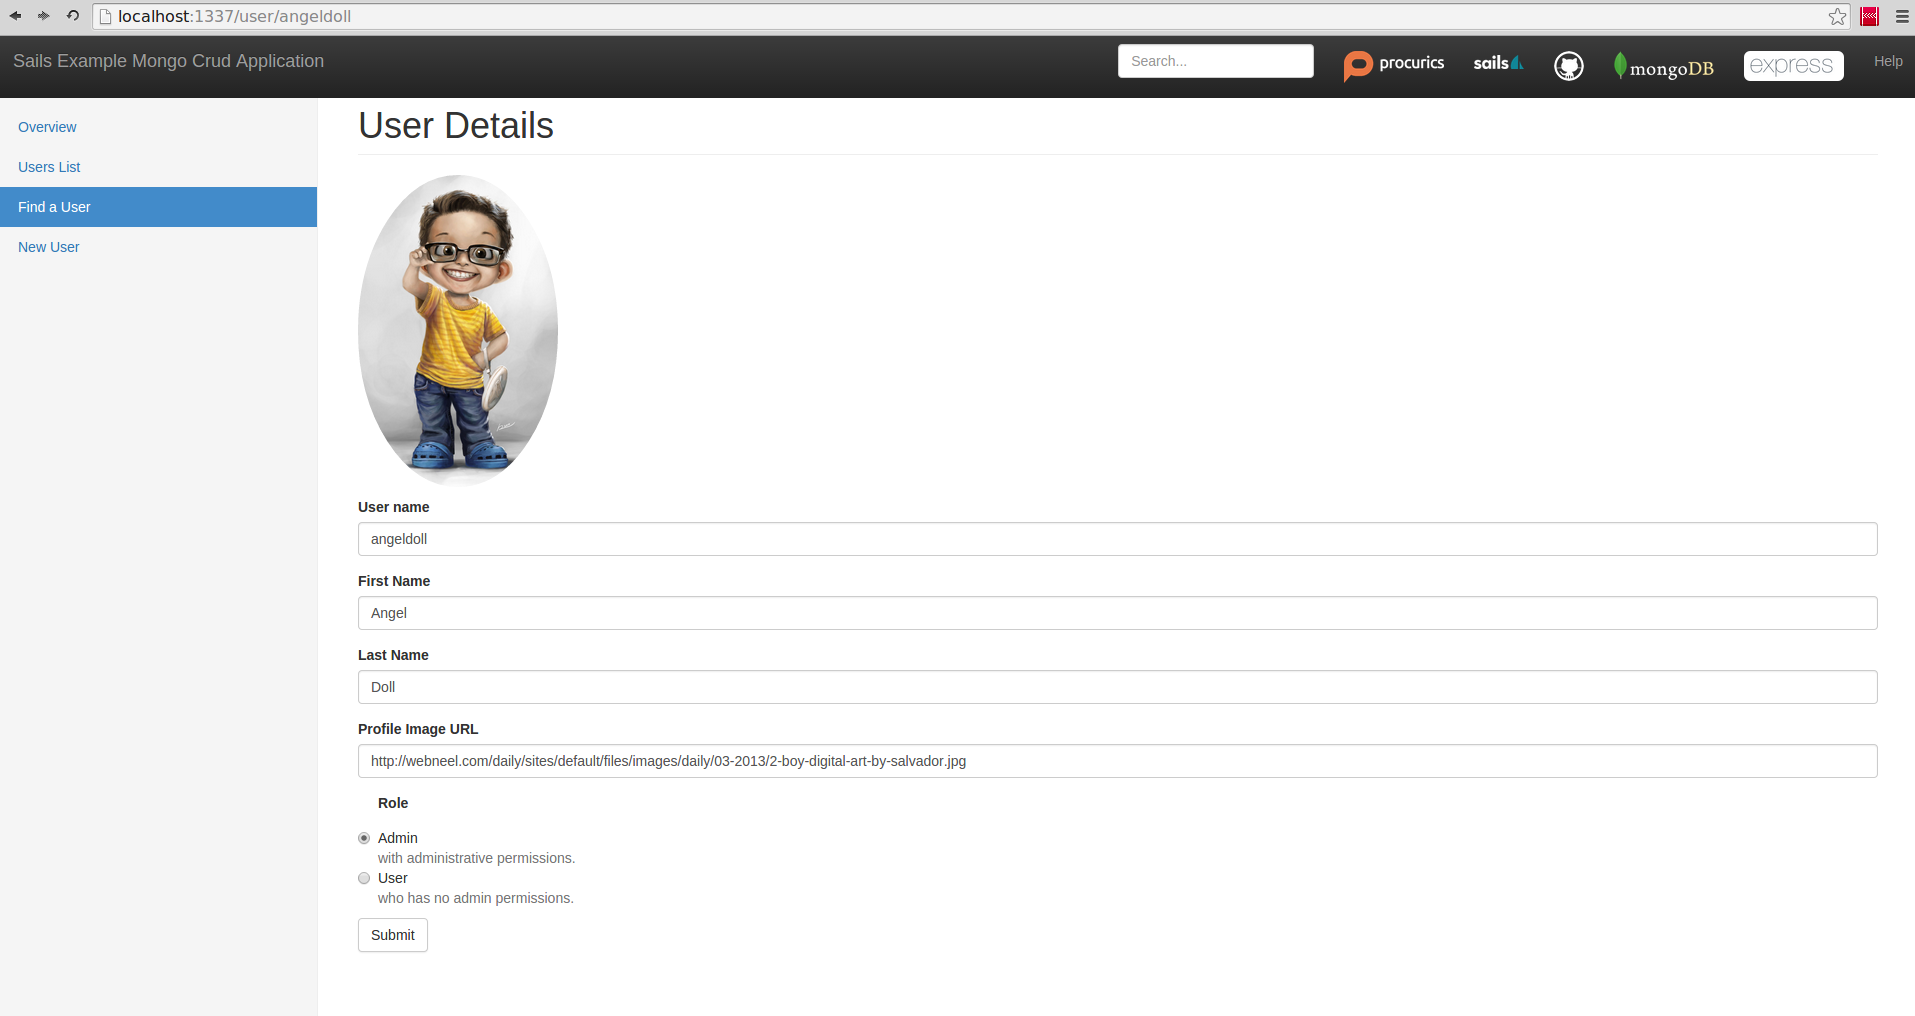 localhost:1337/user/angeldoll
Sails Example Mongo Crud Application
Search...
procurics
sails
mongoDB
express
Help
Overview
Users List
Find a User
New User
User Details
User name
angeldoll
First Name
Angel
Last Name
Doll
Profile Image URL
http://webneel.com/daily/sites/default/files/images/daily/03-2013/2-boy-digital-art-by-salvador.jpg
Role
Admin
with administrative permissions.
User
who has no admin permissions.
Submit